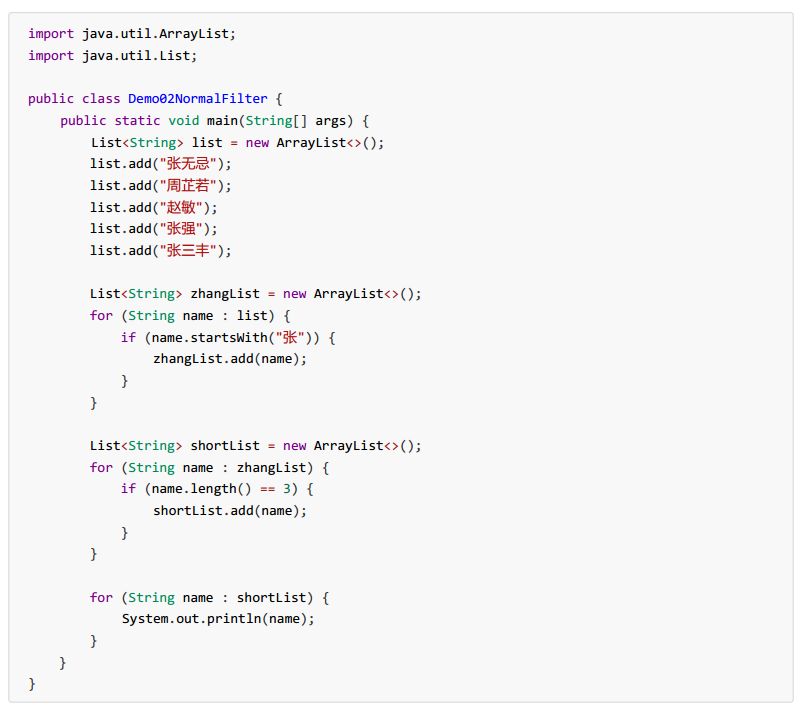 import java.util.ArrayList;
import java.util.List;

public class Demo02NormalFilter {
    public static void main(String[] args) {
        List<String> list = new ArrayList<>();
        list.add("张无忌");
        list.add("周芷若");
        list.add("赵敏");
        list.add("张强");
        list.add("张三丰");

        List<String> zhangList = new ArrayList<>();
        for (String name : list) {
            if (name.startsWith("张")) {
                zhangList.add(name);
            }
        }

        List<String> shortList = new ArrayList<>();
        for (String name : zhangList) {
            if (name.length() == 3) {
                shortList.add(name);
            }
        }

        for (String name : shortList) {
            System.out.println(name);
        }
    }
}